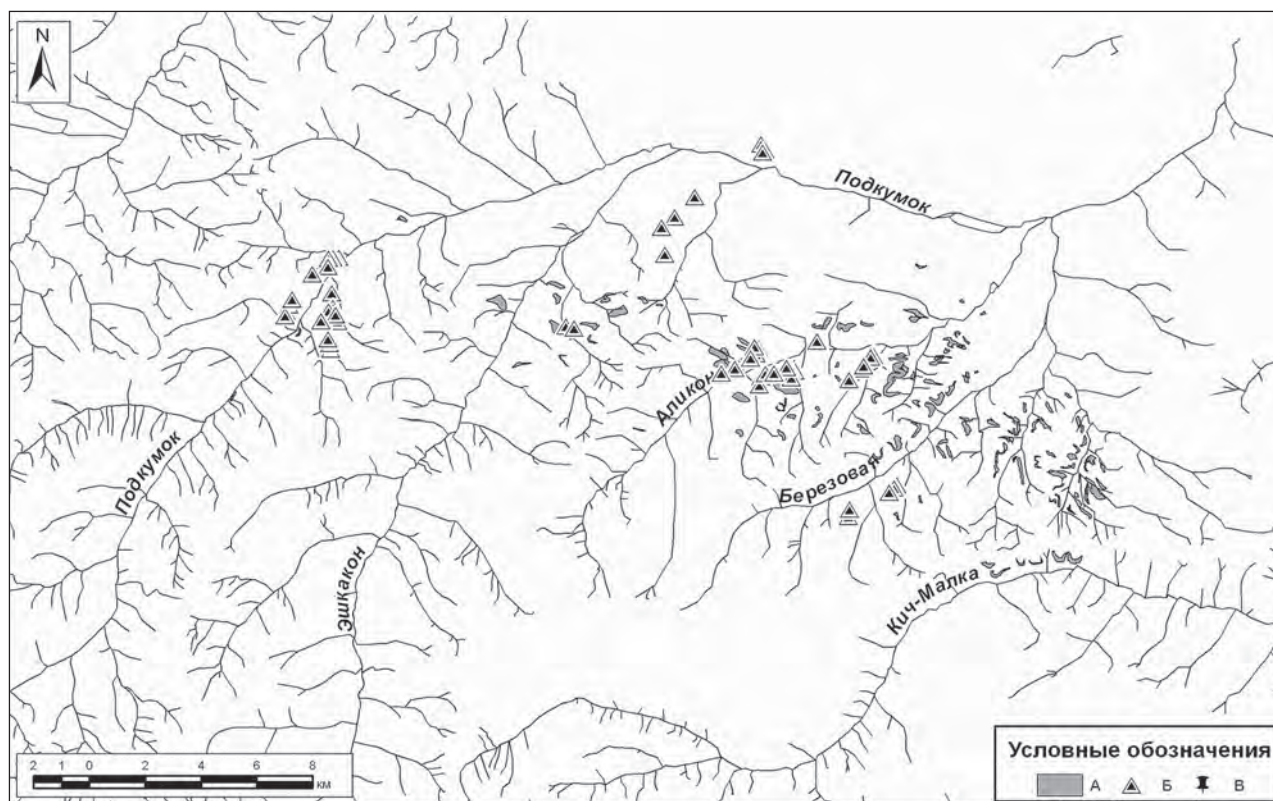 N
Подкумок
Аликон
Подкумок
Березовая
Эшкакон
Кич-Малка
2 1 0 2 4 6 8
км
Условные обозначения
А Б В